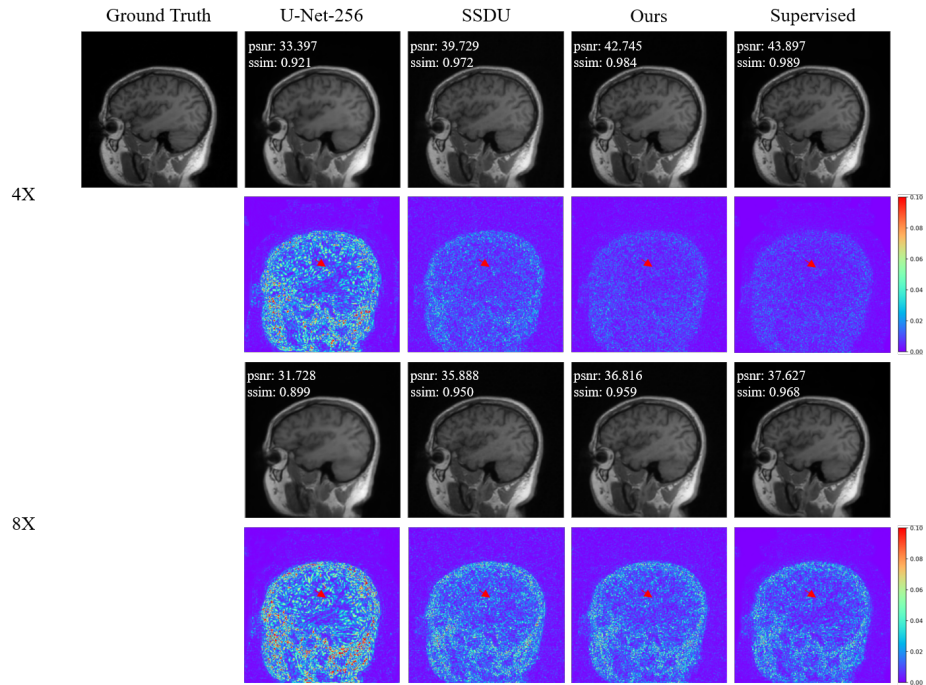 Ground Truth U-Net-256 SSDU Ours Supervised
psnr: 33.397 psnr: 39.729 psnr: 42.745 psnr: 43.897
ssim: 0.921 ssim: 0.972 ssim: 0.984 ssim: 0.989
4X
0.10
0.08
0.06
0.04
0.02
0.00
psnr: 31.728 psnr: 35.888 psnr: 36.816 psnr: 37.627
ssim: 0.899 ssim: 0.950 ssim: 0.959 ssim: 0.968
8X
0.10
0.08
0.06
0.04
0.02
0.00